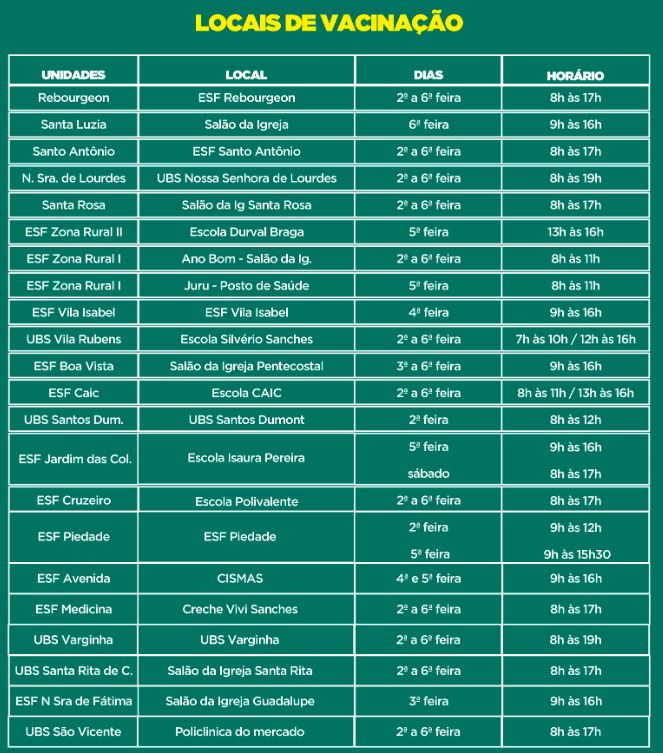 LOCAIS DE VACINAÇÃO
UNIDADES LOCAL DIAS HORÁRIO
Rebourgeon ESF Rebourgeon 2ª a 6ª feira 8h às 17h
Santa Luzia Salão da Igreja 6ª feira 9h às 16h
Santo Antônio ESF Santo Antônio 2ª a 6ª feira 8h às 17h
N. Sra. de Lourdes UBS Nossa Senhora de Lourdes 2ª a 6ª feira 8h às 19h
Santa Rosa Salão da Ig Santa Rosa 2ª a 6ª feira 8h às 17h
ESF Zona Rural II Escola Durval Braga 5ª feira 13h às 16h
ESF Zona Rural I Ano Bom - Salão da Ig. 2ª a 6ª feira 8h às 11h
ESF Zona Rural I Juru - Posto de Saúde 5ª feira 8h às 11h
ESF Vila Isabel ESF Vila Isabel 4ª feira 9h às 16h
UBS Vila Rubens Escola Silvério Sanches 2ª a 6ª feira 7h às 10h / 12h às 16h
ESF Boa Vista Salão da Igreja Pentecostal 3ª a 6ª feira 9h às 16h
ESF Caic Escola CAIC 2ª a 6ª feira 8h às 11h / 13h às 16h
UBS Santos Dum. UBS Santos Dumont 2ª feira 8h às 12h
ESF Jardim das Col. Escola Isaura Pereira 5ª feira 9h às 16h
sábado 8h às 17h
ESF Cruzeiro Escola Polivalente 2ª a 6ª feira 8h às 17h
ESF Piedade ESF Piedade 2ª feira 9h às 12h
5ª feira 9h às 15h30
ESF Avenida CISMAS 4ª e 5ª feira 9h às 16h
ESF Medicina Creche Vivi Sanches 2ª a 6ª feira 8h às 17h
UBS Varginha UBS Varginha 2ª a 6ª feira 8h às 19h
UBS Santa Rita de C. Salão da Igreja Santa Rita 2ª a 6ª feira 8h às 17h
ESF N Sra de Fátima Salão da Igreja Guadalupe 3ª feira 9h às 16h
UBS São Vicente Policlinica do mercado 2ª a 6ª feira 8h às 17h